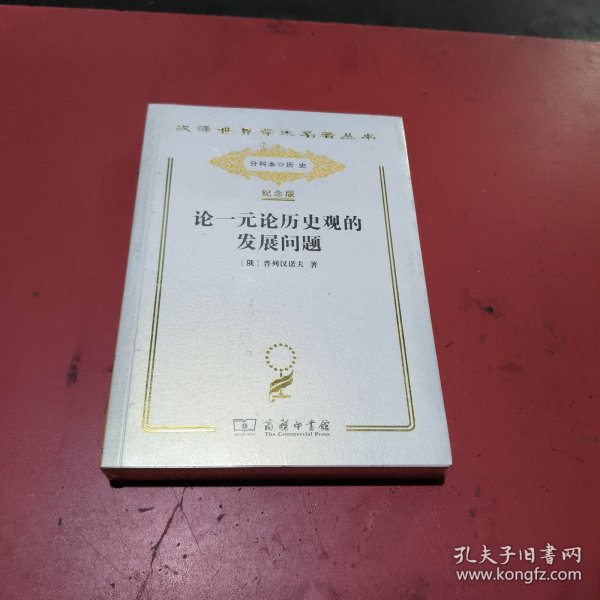 汉译世界学术名著丛书
分科本 历史
纪念版
论一元论历史观的
发展问题
〔俄〕普列汉诺夫 著
商务印书馆
The Commercial Press
孔夫子旧书网
www.kongfz.com